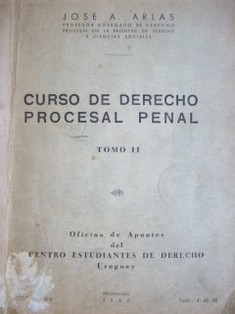 JOSE A. ARLAS
PROFESOR AGREGADO DE DERECHO
PROCESAL EN LA FACULTAD DE DERECHO
Y CIENCIAS SOCIALES
CURSO DE DERECHO
PROCESAL PENAL
TOMO II
Oficina de Apuntes
del
CENTRO ESTUDIANTES DE DERECHO
Uruguay
MONTEVIDEO